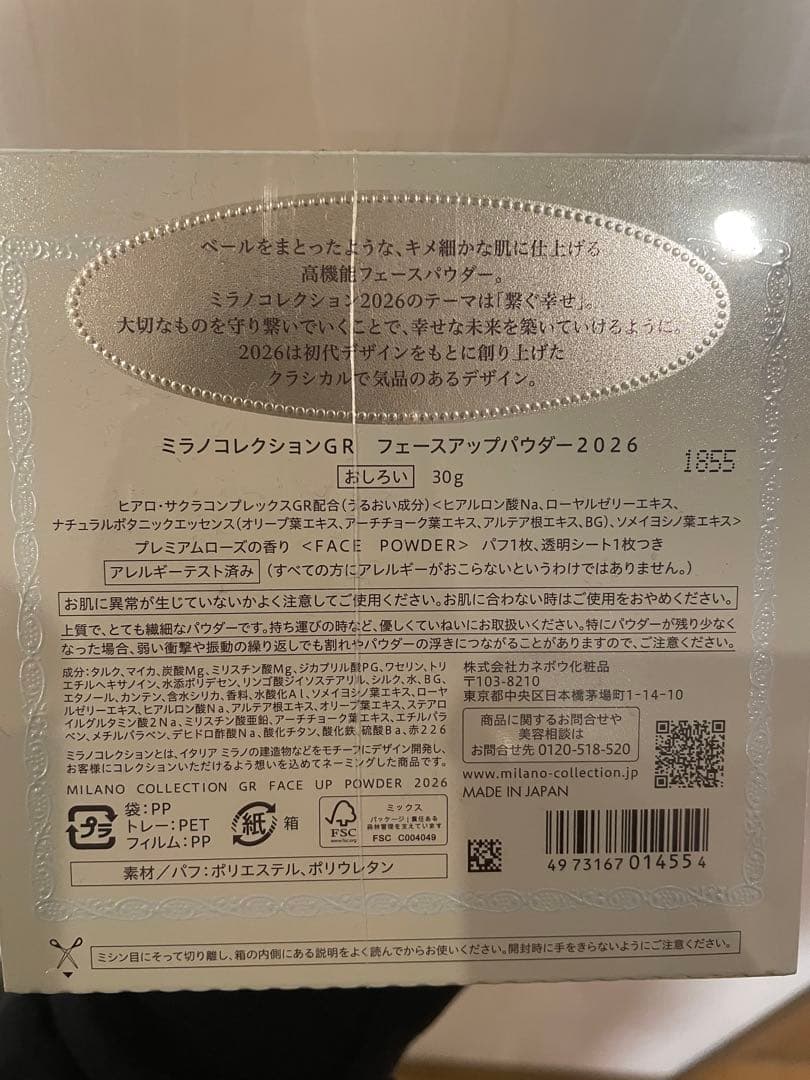 ベールをまとったような、キメ細かな肌に仕上げる
高機能フェースパウダー。
ミラノコレクション2026のテーマは「繋ぐ幸せ」。
大切なものを守り繋いでいくことで、幸せな未来を築いていけるように。
2026は初代デザインをもとに創り上げた
クラシカルで気品のあるデザイン。
ミラノコレクションGR フェースアップパウダー2026
1855
おしろい 30g
ヒアロ・サクラコンプレックスGR配合(うるおい成分)<ヒアルロン酸Na、ローヤルゼリーエキス、
ナチュラルボタニックエッセンス(オリーブ葉エキス、アーチチョーク葉エキス、アルテア根エキス、BG)、ソメイヨシノ葉エキス>
プレミアムローズの香り <FACE POWDER> パフ1枚、透明シート1枚つき
アレルギーテスト済み (すべての方にアレルギーがおこらないというわけではありません。)
お肌に異常が生じていないかよく注意してご使用ください。お肌に合わない時はご使用をおやめください。
上質で、とても繊細なパウダーです。持ち運びの時など、優しくていねいにお取扱いください。特にパウダーが残り少なく
なった場合、弱い衝撃や振動の繰り返しでも割れやパウダーの浮きにつながることがありますので、ご注意ください。
成分:タルク、マイカ、炭酸Mg、ミリスチン酸Mg、ジカプリル酸PG、ワセリン、トリ
エチルヘキサノイン、水添ポリデセン、リンゴ酸ジイソステアリル、シルク、水、BG、
エタノール、カンテン、含水シリカ、香料、水酸化Al、ソメイヨシノ葉エキス、ローヤ
ルゼリーエキス、ヒアルロン酸Na、アルテア根エキス、オリーブ葉エキス、ステアロ
イルグルタミン酸2Na、ミリスチン酸亜鉛、アーチチョーク葉エキス、エチルパラ
ベン、メチルパラベン、デヒドロ酢酸Na、酸化チタン、酸化鉄、硫酸Ba、赤226
ミラノコレクションとは、イタリア ミラノの建造物などをモチーフにデザイン開発し、
お客様にコレクションいただけるよう想いを込めてネーミングした商品です。
MILANO COLLECTION GR FACE UP POWDER 2026
株式会社カネボウ化粧品
〒103-8210
東京都中央区日本橋茅場町1-14-10
商品に関するお問合せや
美容相談は
お問合せ先 0120-518-520
www.milano-collection.jp
MADE IN JAPAN
プラ
袋:PP
トレー:PET
フィルム:PP
紙 箱
FSC
www.fsc.org
ミックス
パッケージ | 責任ある
森林管理を支えています
FSC C004049
素材/パフ:ポリエステル、ポリウレタン
4973167014554
ミシン目にそって切り離し、箱の内側にある説明をよく読んでからお使いください。開封時に手をきらないようにご注意ください。